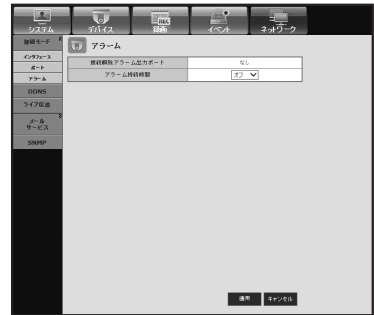 システム
デバイス
録画
イベント
ネットワーク
接続モード
インタフェース
ポート
アラーム
DDNS
ライブ伝送
メール
サービス
SNMP
アラーム
接続解除アラーム出力ポート
なし
アラーム持続時間
オフ
適用
キャンセル